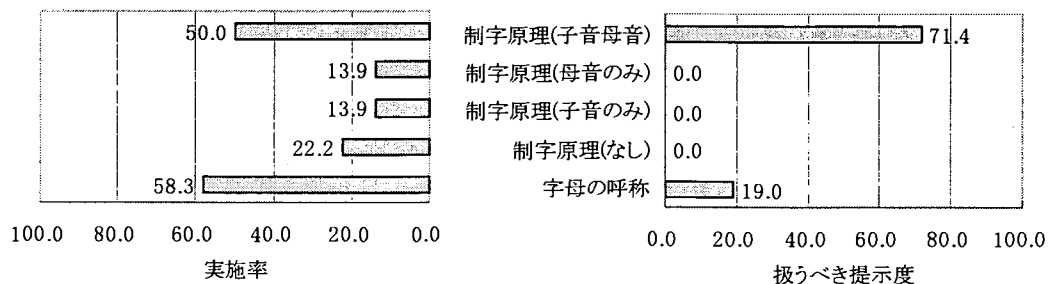 50.0 制字原理(子音母音) 71.4
13.9 制字原理(母音のみ) 0.0
13.9 制字原理(子音のみ) 0.0
22.2 制字原理(なし) 0.0
58.3 字母の呼称 19.0
100.0 80.0 60.0 40.0 20.0 0.0 0.0 20.0 40.0 60.0 80.0 100.0
実施率 扱うべき提示度